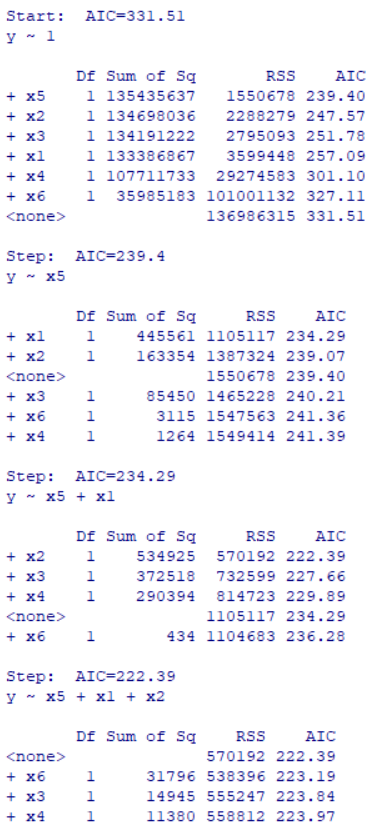 Start:  AIC=331.51
y ~ 1

       Df Sum of Sq       RSS    AIC
+ x5    1 135435637   1550678 239.40
+ x2    1 134698036   2288279 247.57
+ x3    1 134191222   2795093 251.78
+ x1    1 133386867   3599448 257.09
+ x4    1 107711733  29274583 301.10
+ x6    1  35985183 101001132 327.11
<none>              136986315 331.51

Step:  AIC=239.4
y ~ x5

       Df Sum of Sq     RSS    AIC
+ x1    1    445561 1105117 234.29
+ x2    1    163354 1387324 239.07
<none>              1550678 239.40
+ x3    1     85450 1465228 240.21
+ x6    1      3115 1547563 241.36
+ x4    1      1264 1549414 241.39

Step:  AIC=234.29
y ~ x5 + x1

       Df Sum of Sq     RSS    AIC
+ x2    1    534925  570192 222.39
+ x3    1    372518  732599 227.66
+ x4    1    290394  814723 229.89
<none>              1105117 234.29
+ x6    1       434 1104683 236.28

Step:  AIC=222.39
y ~ x5 + x1 + x2

       Df Sum of Sq    RSS    AIC
<none>              570192 222.39
+ x6    1     31796 538396 223.19
+ x3    1     14945 555247 223.84
+ x4    1     11380 558812 223.97